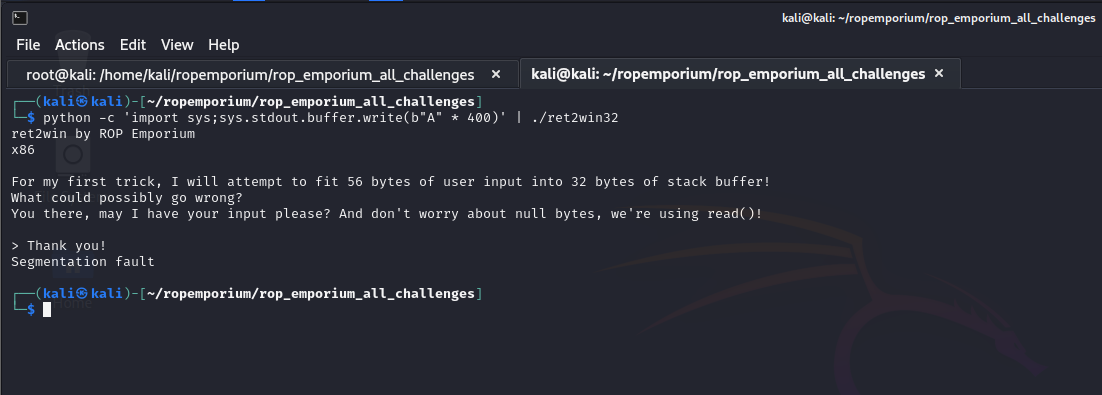 kali@kali: ~/ropemporium/rop_emporium_all_challenges
File Actions Edit View Help
root@kali: /home/kali/ropemporium/rop_emporium_all_challenges × kali@kali: ~/ropemporium/rop_emporium_all_challenges ×
┌──(kali㉿kali)-[~/ropemporium/rop_emporium_all_challenges]
└─$ python -c 'import sys;sys.stdout.buffer.write(b"A" * 400)' | ./ret2win32
ret2win by ROP Emporium
x86
For my first trick, I will attempt to fit 56 bytes of user input into 32 bytes of stack buffer!
What could possibly go wrong?
You there, may I have your input please? And don't worry about null bytes, we're using read()!
> Thank you!
Segmentation fault
┌──(kali㉿kali)-[~/ropemporium/rop_emporium_all_challenges]
└─$